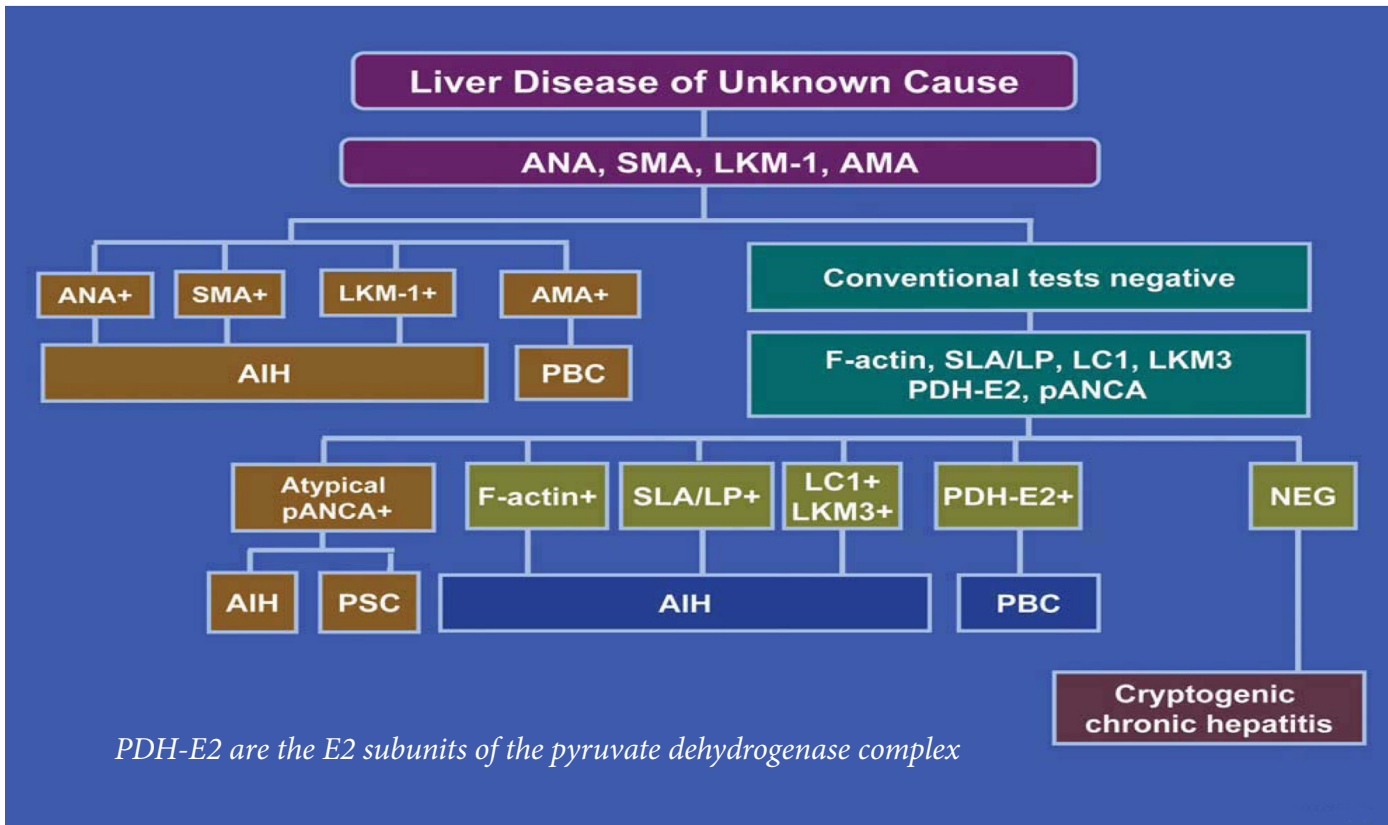 Liver Disease of Unknown Cause
ANA, SMA, LKM-1, AMA
ANA+
SMA+
LKM-1+
AMA+
AIH
PBC
Conventional tests negative
F-actin, SLA/LP, LC1, LKM3
PDH-E2, pANCA
Atypical
pANCA+
F-actin+
SLA/LP+
LC1+
LKM3+
PDH-E2+
NEG
AIH
PSC
AIH
PBC
Cryptogenic
chronic hepatitis
PDH-E2 are the E2 subunits of the pyruvate dehydrogenase complex